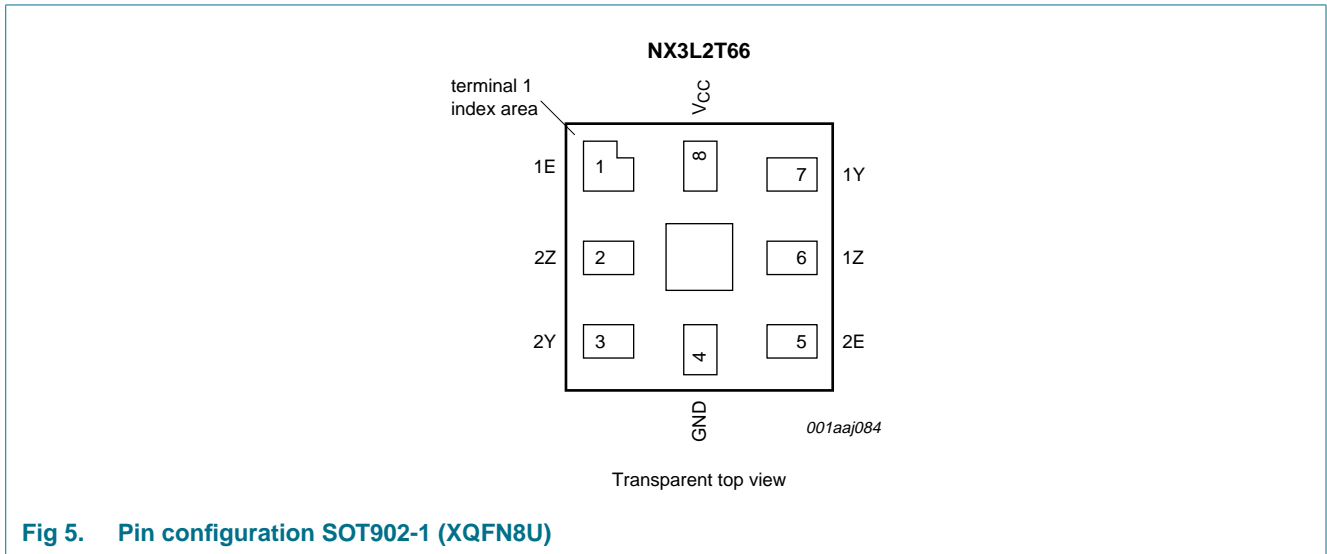 NX3L2T66
terminal 1
index area
VCC
1E 1 8 7 1Y
2Z 2 6 1Z
2Y 3 4 5 2E
GND
001aaj084
Transparent top view
Fig 5. Pin configuration SOT902-1 (XQFN8U)